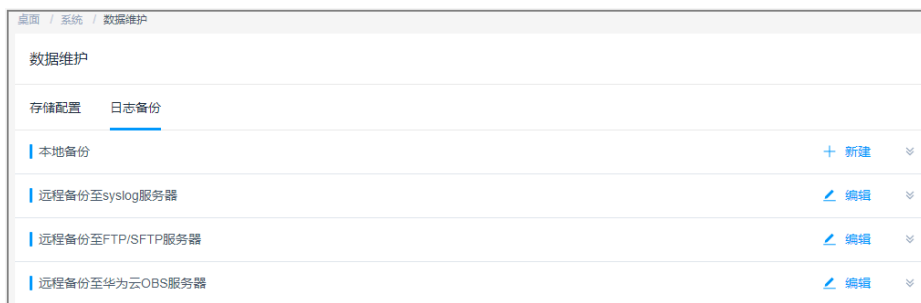 桌面 / 系统 / 数据维护
数据维护
存储配置 日志备份
本地备份 新建
远程备份至syslog服务器 编辑
远程备份至FTP/SFTP服务器 编辑
远程备份至华为云OBS服务器 编辑